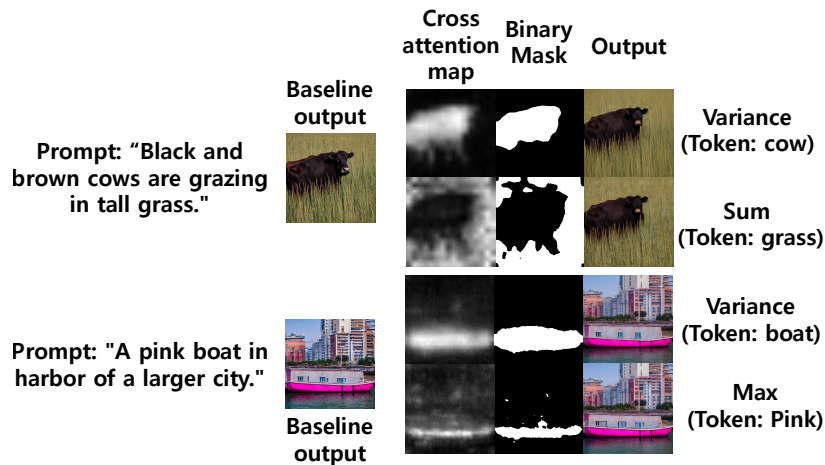 Cross
attention
map
Binary
Mask
Output
Baseline
output
Prompt: “Black and
brown cows are grazing
in tall grass."
Variance
(Token: cow)
Sum
(Token: grass)
Prompt: "A pink boat in
harbor of a larger city."
Baseline
output
Variance
(Token: boat)
Max
(Token: Pink)